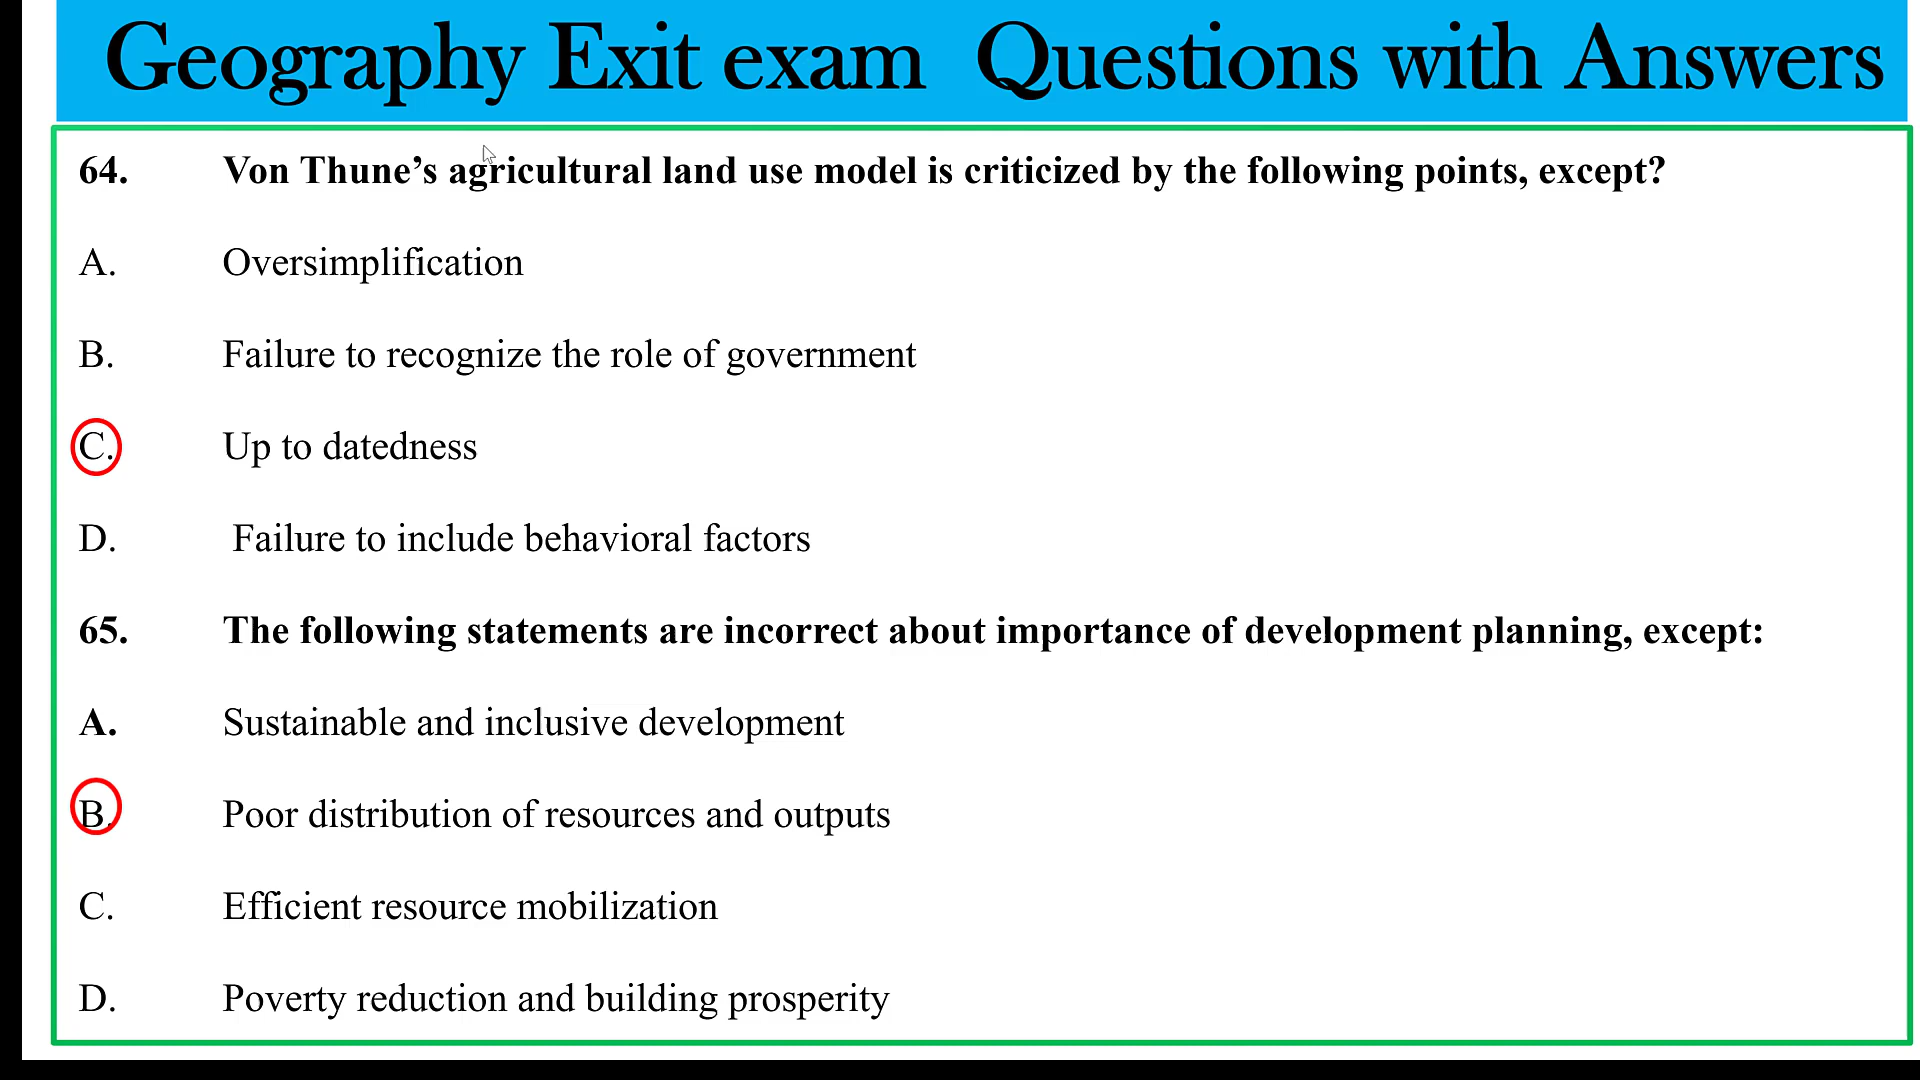 Geography Exit exam Questions with Answers
64. Von Thune’s agricultural land use model is criticized by the following points, except?
A. Oversimplification
B. Failure to recognize the role of government
C. Up to datedness
D. Failure to include behavioral factors
65. The following statements are incorrect about importance of development planning, except:
A. Sustainable and inclusive development
B. Poor distribution of resources and outputs
C. Efficient resource mobilization
D. Poverty reduction and building prosperity